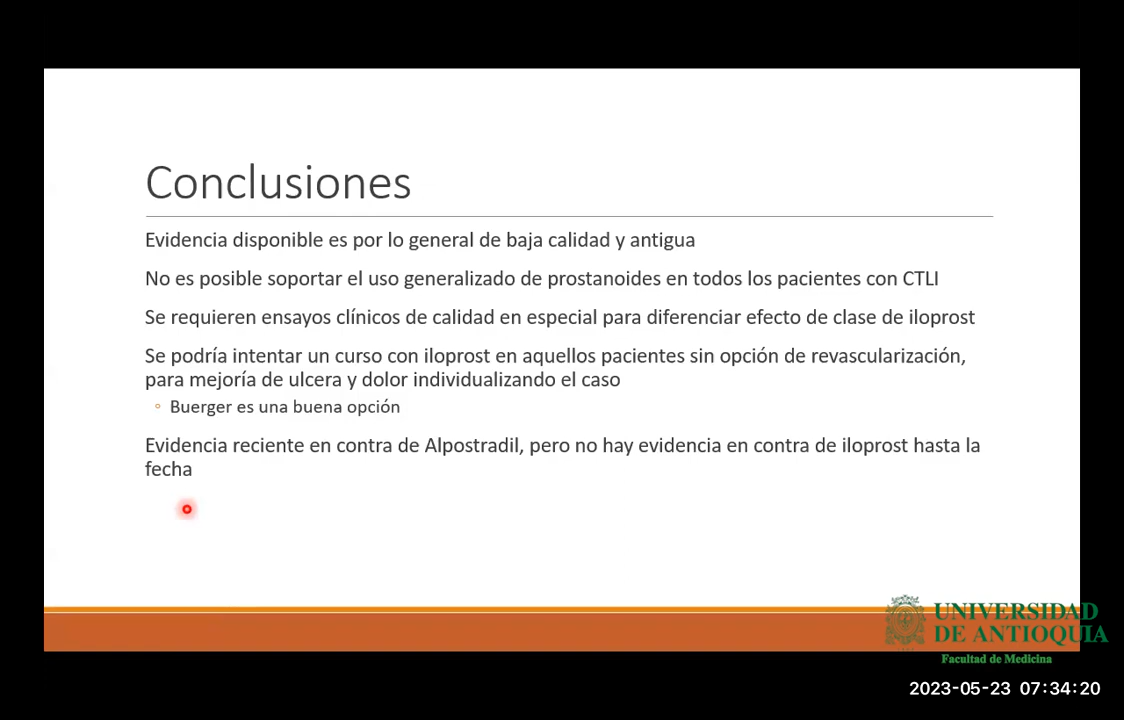 Conclusiones
Evidencia disponible es por lo general de baja calidad y antigua
No es posible soportar el uso generalizado de prostanoides en todos los pacientes con CTLI
Se requieren ensayos clínicos de calidad en especial para diferenciar efecto de clase de iloprost
Se podría intentar un curso con iloprost en aquellos pacientes sin opción de revascularización,
para mejoría de ulcera y dolor individualizando el caso
Buerger es una buena opción
Evidencia reciente en contra de Alpostradil, pero no hay evidencia en contra de iloprost hasta la
fecha
UNIVERSIDAD
DE ANTIOQUIA
Facultad de Medicina
2023-05-23 07:34:20